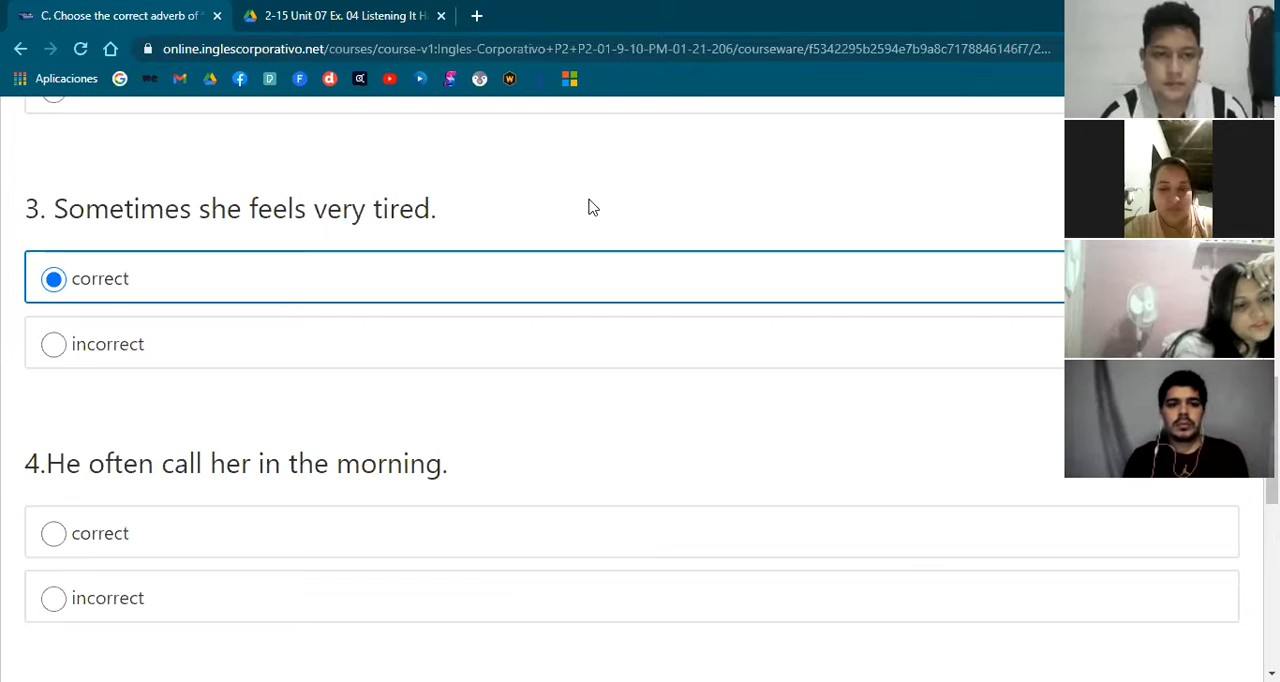 C. Choose the correct adverb of
2-15 Unit 07 Ex. 04 Listening It H
online.inglescorporativo.net/courses/course-v1:Ingles-Corporativo+P2+P2-01-9-10-PM-01-21-206/courseware/f5342295b2594e7b9a8c7178846146f7/2...
Aplicaciones
3. Sometimes she feels very tired.
correct
incorrect
4.He often call her in the morning.
correct
incorrect